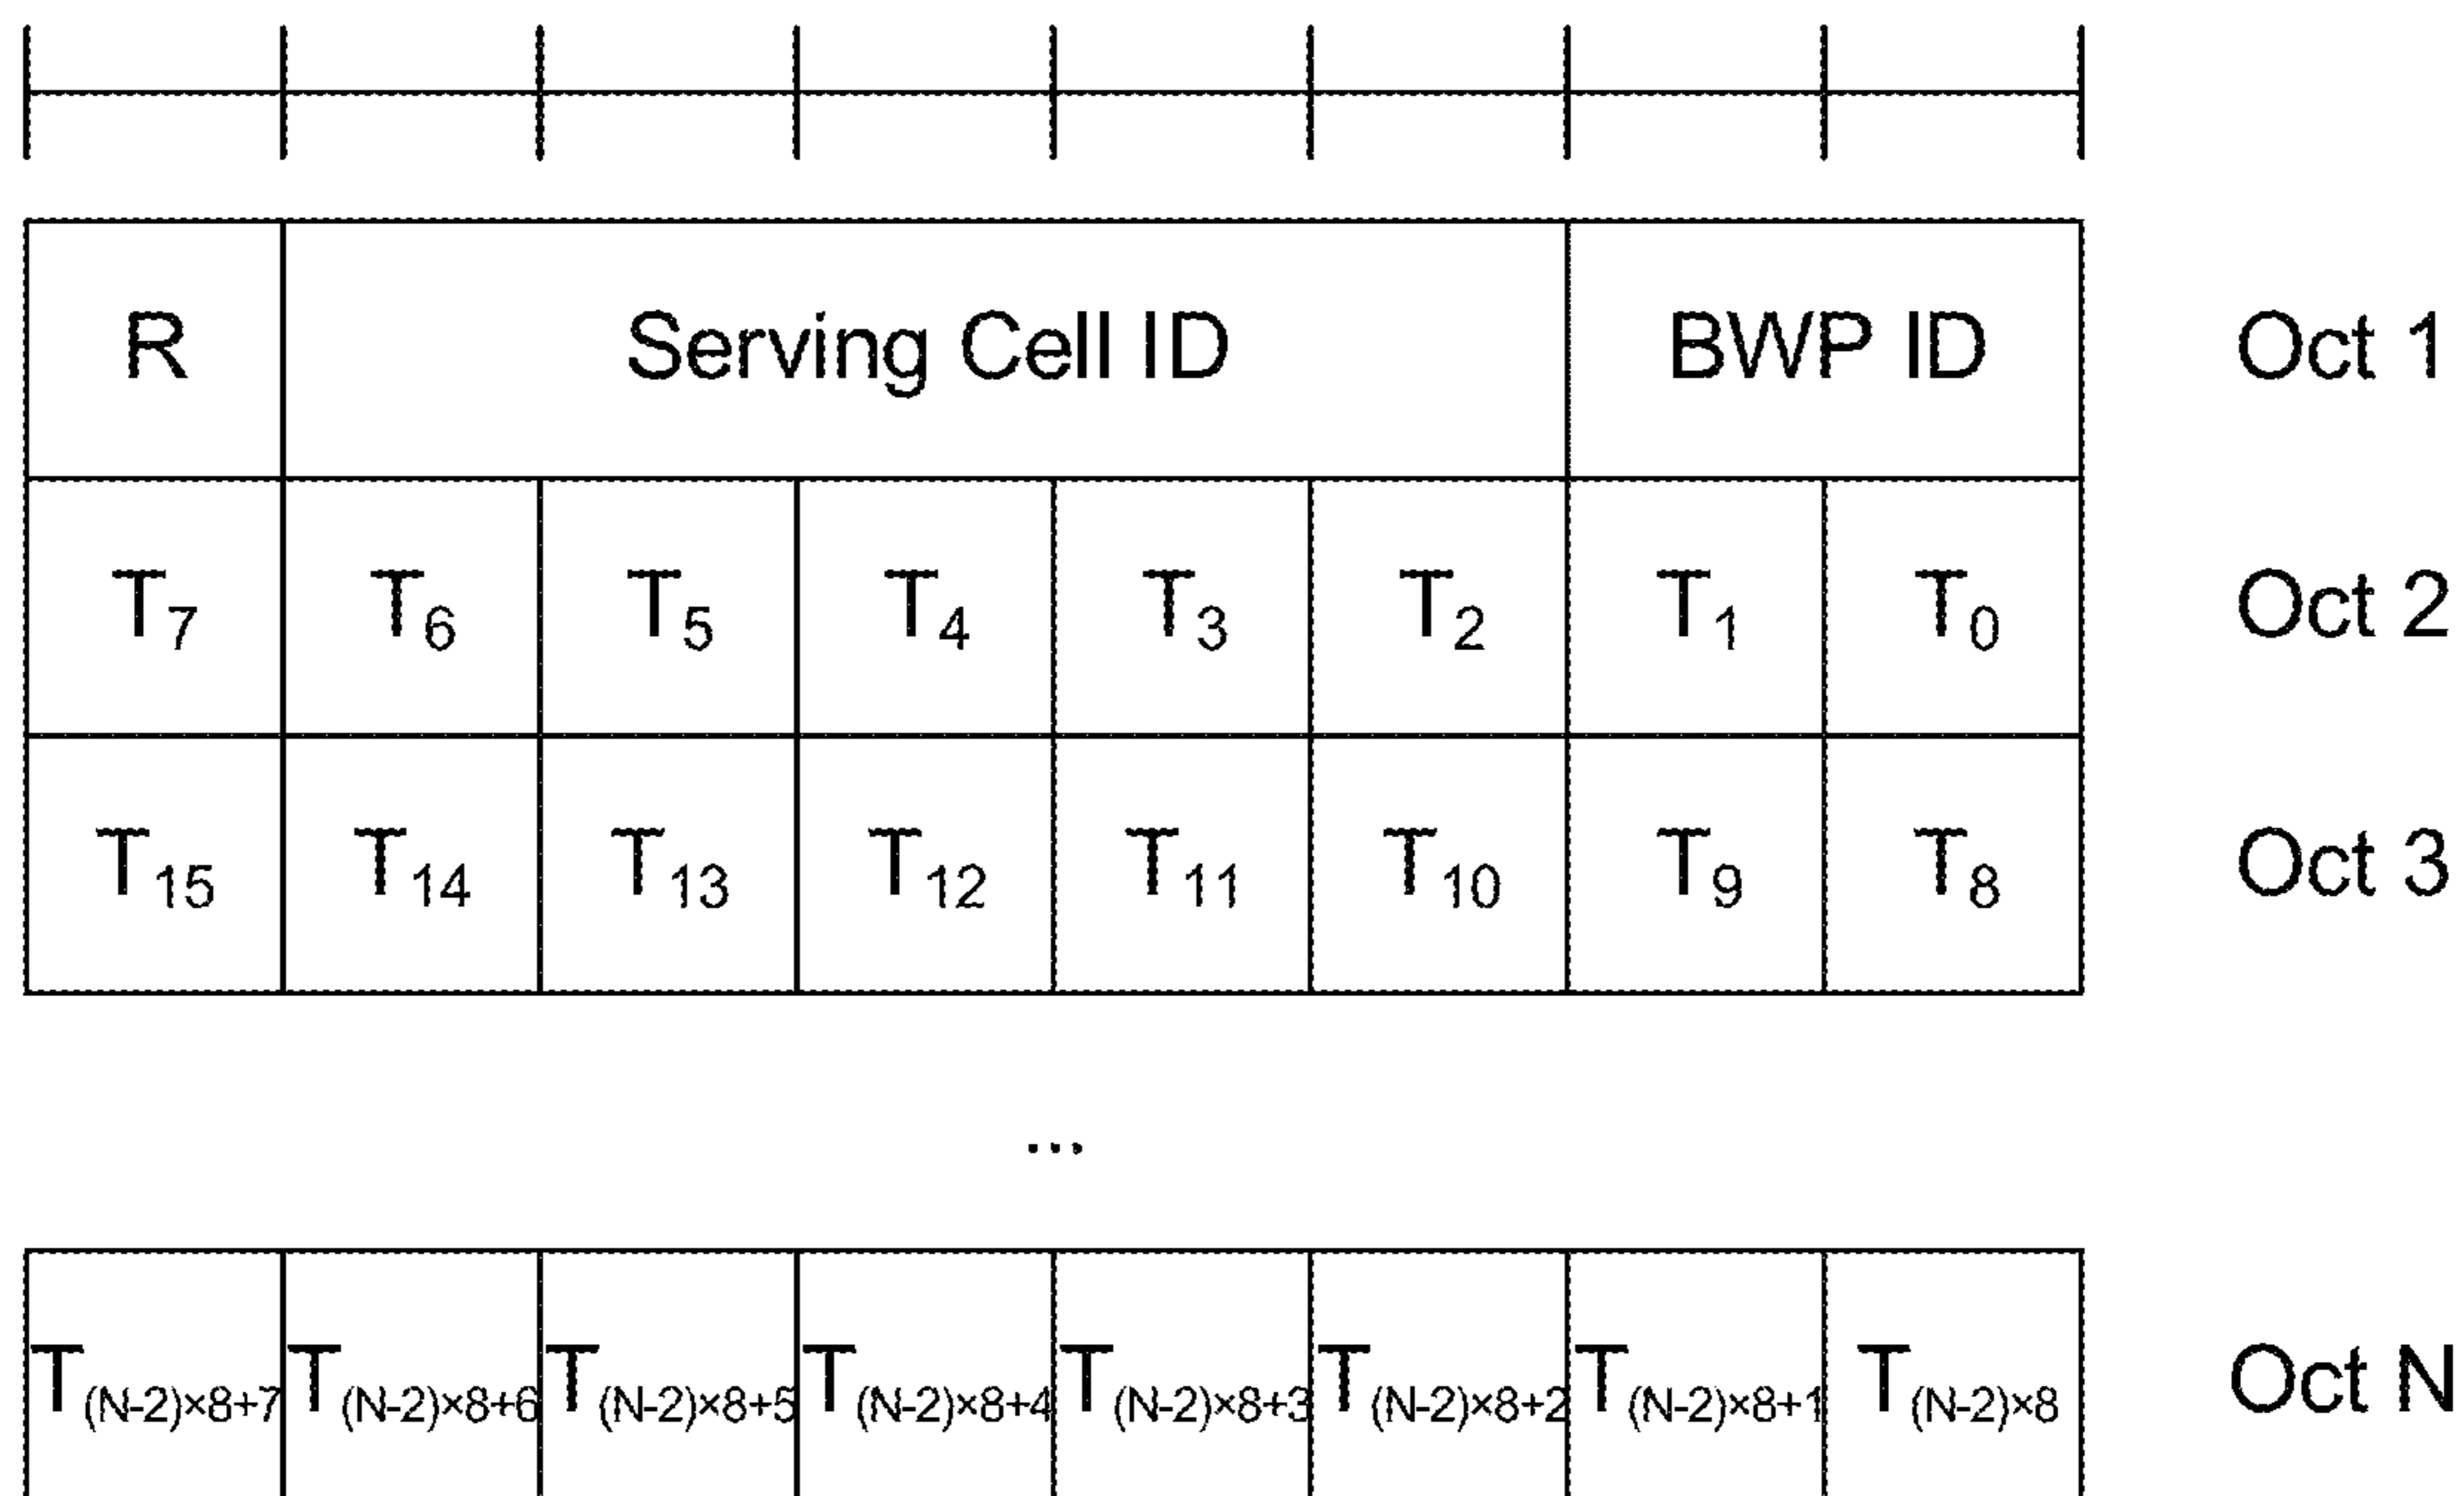 R Serving Cell ID BWP ID Oct 1
T₇ T₆ T₅ T₄ T₃ T₂ T₁ T₀ Oct 2
T₁₅ T₁₄ T₁₃ T₁₂ T₁₁ T₁₀ T₉ T₈ Oct 3
...
T(N-2)×8+7 T(N-2)×8+6 T(N-2)×8+5 T(N-2)×8+4 T(N-2)×8+3 T(N-2)×8+2 T(N-2)×8+1 T(N-2)×8 Oct N